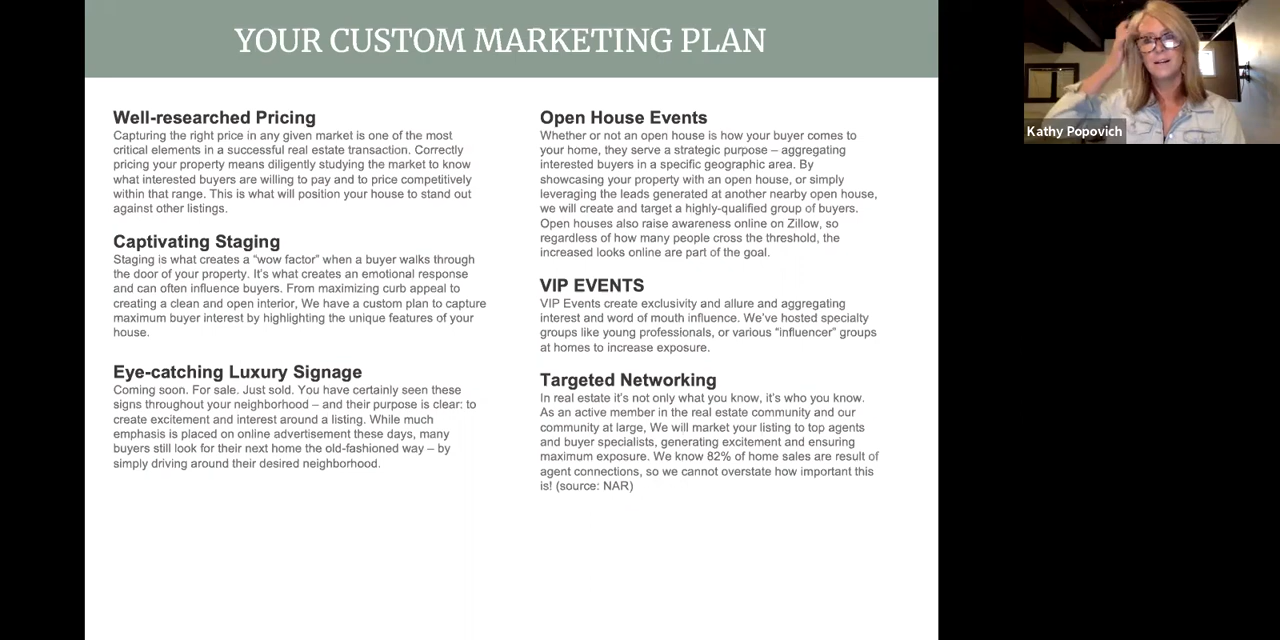 YOUR CUSTOM MARKETING PLAN
Well-researched Pricing
Capturing the right price in any given market is one of the most
critical elements in a successful real estate transaction. Correctly
pricing your property means diligently studying the market to know
what interested buyers are willing to pay and to price competitively
within that range. This is what will position your house to stand out
against other listings.
Captivating Staging
Staging is what creates a “wow factor” when a buyer walks through
the door of your property. It’s what creates an emotional response
and can often influence buyers. From maximizing curb appeal to
creating a clean and open interior, We have a custom plan to capture
maximum buyer interest by highlighting the unique features of your
house.
Eye-catching Luxury Signage
Coming soon. For sale. Just sold. You have certainly seen these
signs throughout your neighborhood – and their purpose is clear: to
create excitement and interest around a listing. While much
emphasis is placed on online advertisement these days, many
buyers still look for their next home the old-fashioned way – by
simply driving around their desired neighborhood.
Open House Events
Whether or not an open house is how your buyer comes to
your home, they serve a strategic purpose – aggregating
interested buyers in a specific geographic area. By
showcasing your property with an open house, or simply
leveraging the leads generated at another nearby open house,
we will create and target a highly-qualified group of buyers.
Open houses also raise awareness online on Zillow, so
regardless of how many people cross the threshold, the
increased looks online are part of the goal.
VIP EVENTS
VIP Events create exclusivity and allure and aggregating
interest and word of mouth influence. We’ve hosted specialty
groups like young professionals, or various “influencer” groups
at homes to increase exposure.
Targeted Networking
In real estate it’s not only what you know, it’s who you know.
As an active member in the real estate community and our
community at large, We will market your listing to top agents
and buyer specialists, generating excitement and ensuring
maximum exposure. We know 82% of home sales are result of
agent connections, so we cannot overstate how important this
is! (source: NAR)
Kathy Popovich